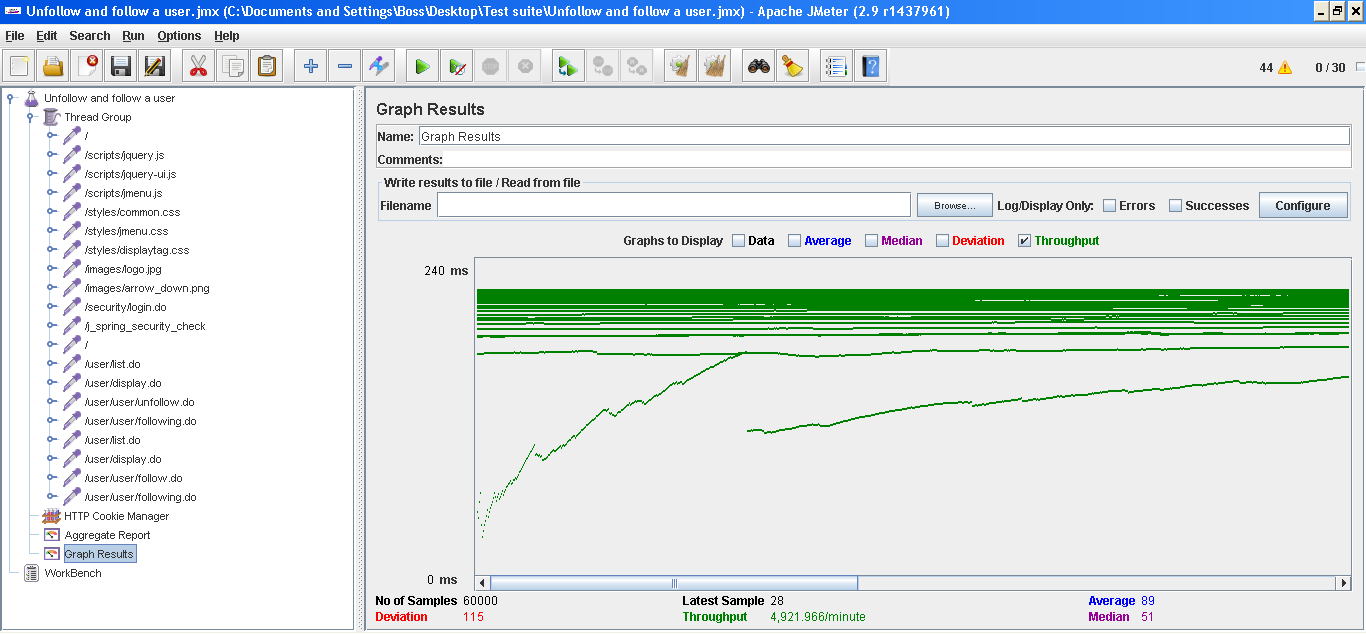 Unfollow and follow a user.jmx (C:\Documents and Settings\Boss\Desktop\Test suite\Unfollow and follow a user.jmx) - Apache JMeter (2.9 r1437961)
File Edit Search Run Options Help
44 0 / 30
Unfollow and follow a user
Thread Group
/
/scripts/jquery.js
/scripts/jquery-ui.js
/scripts/jmenu.js
/styles/common.css
/styles/jmenu.css
/styles/displaytag.css
/images/logo.jpg
/images/arrow_down.png
/security/login.do
/j_spring_security_check
/
/user/list.do
/user/display.do
/user/user/unfollow.do
/user/user/following.do
/user/list.do
/user/display.do
/user/user/follow.do
/user/user/following.do
HTTP Cookie Manager
Aggregate Report
Graph Results
WorkBench
Graph Results
Name: Graph Results
Comments:
Write results to file / Read from file
Filename Browse... Log/Display Only: Errors Successes Configure
Graphs to Display Data Average Median Deviation Throughput
240 ms
0 ms
No of Samples 60000 Latest Sample 28 Average 89
Deviation 115 Throughput 4,921.966/minute Median 51